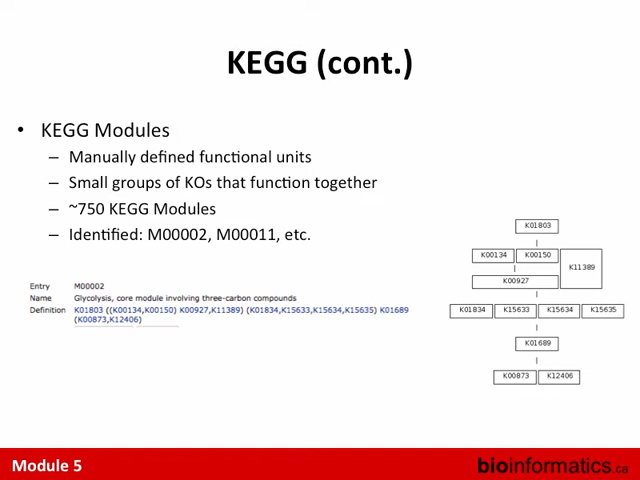 KEGG (cont.)
• KEGG Modules
– Manually defined functional units
– Small groups of KOs that function together
– ~750 KEGG Modules
– Identified: M00002, M00011, etc.
Entry M00002
Name Glycolysis, core module involving three-carbon compounds
Definition K01803 ((K00134,K00150) K00927,K11389) (K01834,K15633,K15634,K15635) K01689
(K00873,K12406)
K01803
K00134 K00150
K11389
K00927
K01834 K15633 K15634 K15635
K01689
K00873 K12406
Module 5
bioinformatics.ca